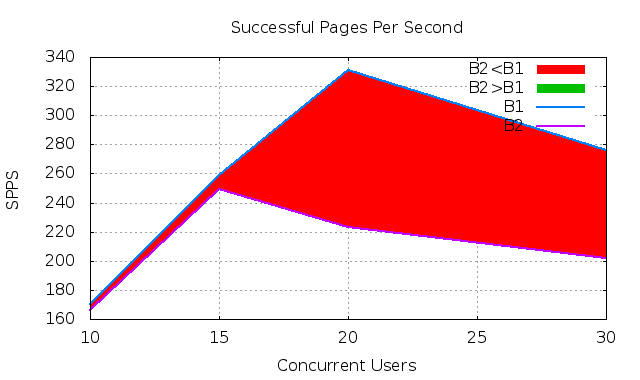 Successful Pages Per Second
340
320
300
280
260
240
220
200
180
160
SPPS
B2<B1
B2>B1
B1
B2
10 15 20 25 30
Concurrent Users